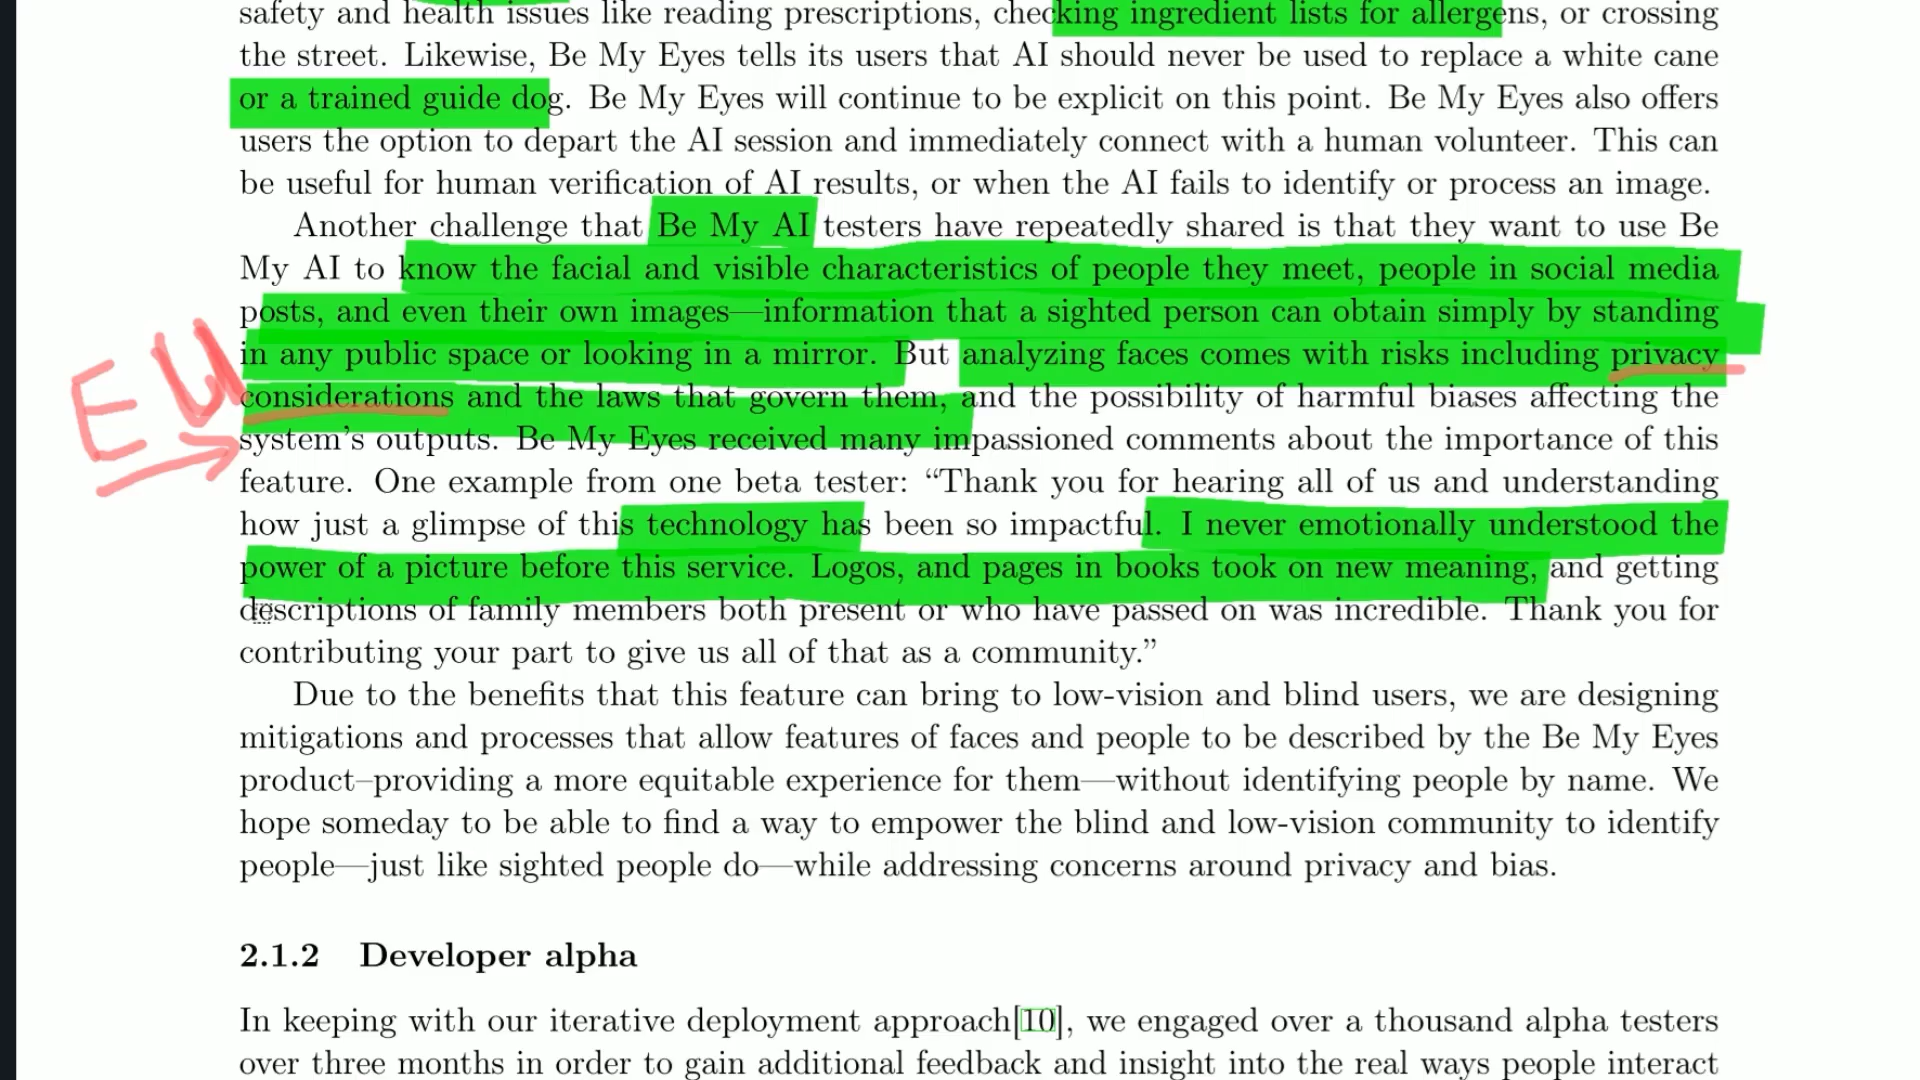 safety and health issues like reading prescriptions, checking ingredient lists for allergens, or crossing
the street. Likewise, Be My Eyes tells its users that AI should never be used to replace a white cane
or a trained guide dog. Be My Eyes will continue to be explicit on this point. Be My Eyes also offers
users the option to depart the AI session and immediately connect with a human volunteer. This can
be useful for human verification of AI results, or when the AI fails to identify or process an image.
Another challenge that Be My AI testers have repeatedly shared is that they want to use Be
My AI to know the facial and visible characteristics of people they meet, people in social media
posts, and even their own images—information that a sighted person can obtain simply by standing
in any public space or looking in a mirror. But analyzing faces comes with risks including privacy
EU
considerations and the laws that govern them, and the possibility of harmful biases affecting the
system's outputs. Be My Eyes received many impassioned comments about the importance of this
feature. One example from one beta tester: “Thank you for hearing all of us and understanding
how just a glimpse of this technology has been so impactful. I never emotionally understood the
power of a picture before this service. Logos, and pages in books took on new meaning, and getting
descriptions of family members both present or who have passed on was incredible. Thank you for
contributing your part to give us all of that as a community.”
Due to the benefits that this feature can bring to low-vision and blind users, we are designing
mitigations and processes that allow features of faces and people to be described by the Be My Eyes
product–providing a more equitable experience for them—without identifying people by name. We
hope someday to be able to find a way to empower the blind and low-vision community to identify
people—just like sighted people do—while addressing concerns around privacy and bias.
2.1.2 Developer alpha
In keeping with our iterative deployment approach[10], we engaged over a thousand alpha testers
over three months in order to gain additional feedback and insight into the real ways people interact